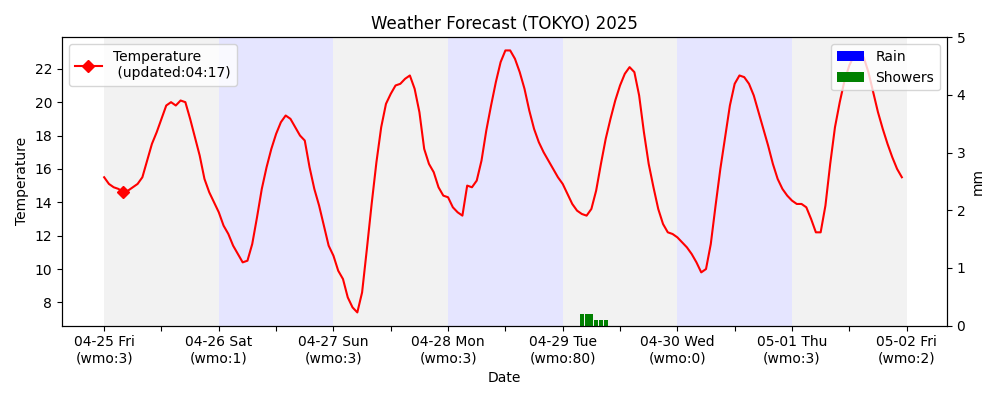 Weather Forecast (TOKYO) 2025
Temperature
(updated:04:17)
Rain
Showers
Temperature
22
20
18
16
14
12
10
8
5
4
3
2
1
0
mm
04-25 Fri
(wmo:3)
04-26 Sat
(wmo:1)
04-27 Sun
(wmo:3)
04-28 Mon
(wmo:3)
04-29 Tue
(wmo:80)
04-30 Wed
(wmo:0)
05-01 Thu
(wmo:3)
05-02 Fri
(wmo:2)
Date